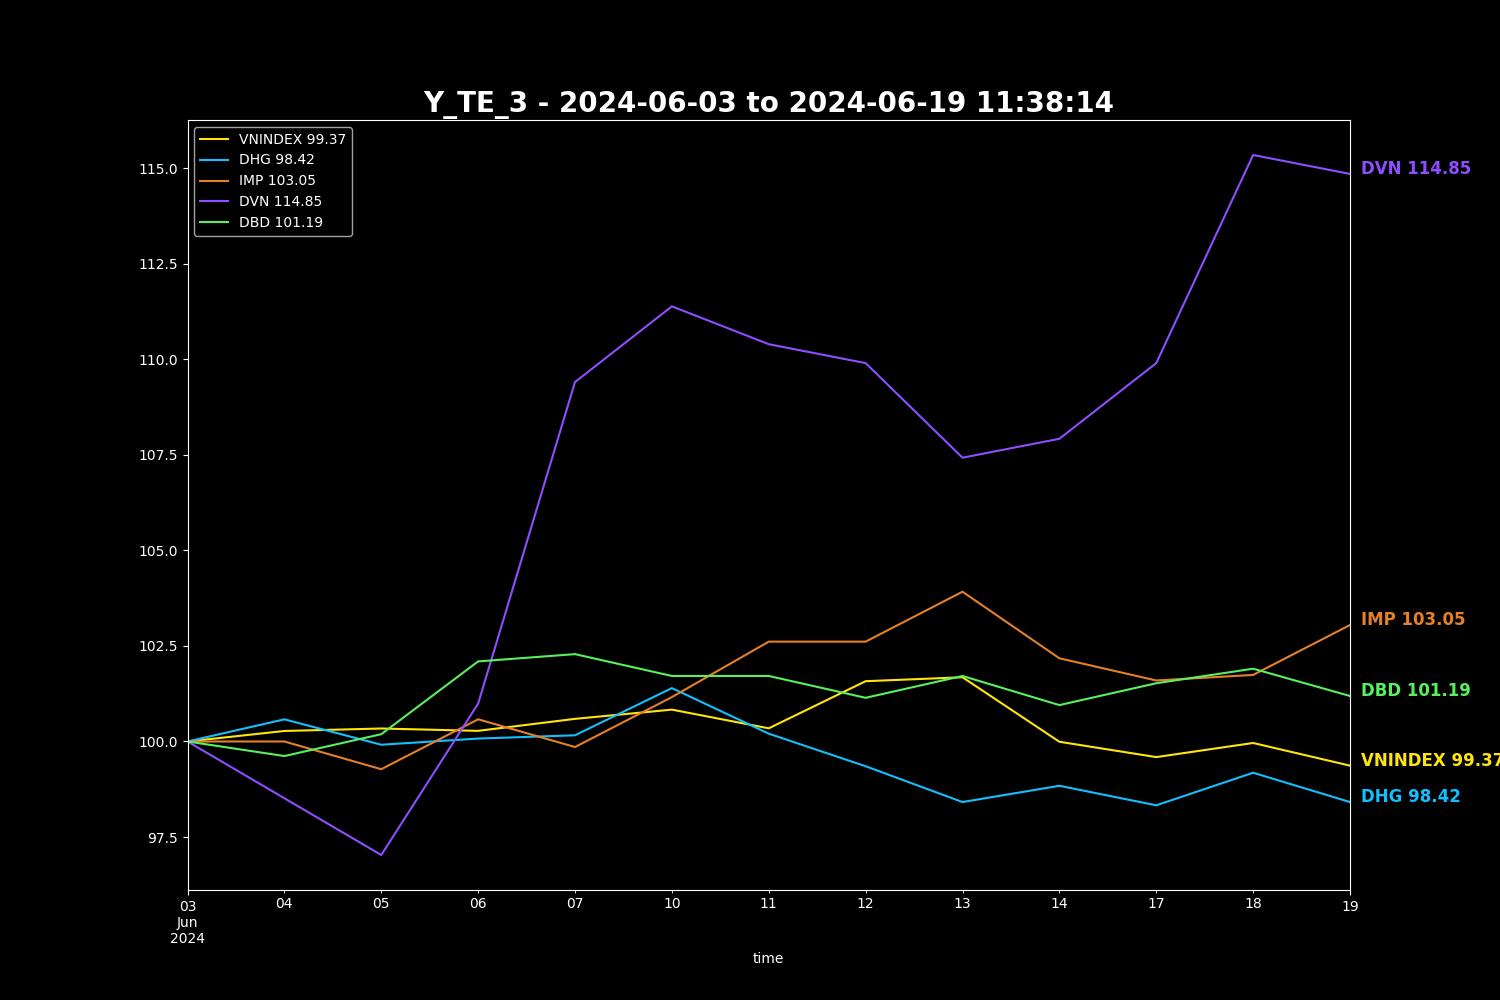 Y_TE_3 - 2024-06-03 to 2024-06-19 11:38:14
VNINDEX 99.37
DHG 98.42
IMP 103.05
DVN 114.85
DBD 101.19
115.0
112.5
110.0
107.5
105.0
102.5
100.0
97.5
DVN 114.85
IMP 103.05
DBD 101.19
VNINDEX 99.37
DHG 98.42
03 04 05 06 07 10 11 12 13 14 17 18 19
Jun
2024
time